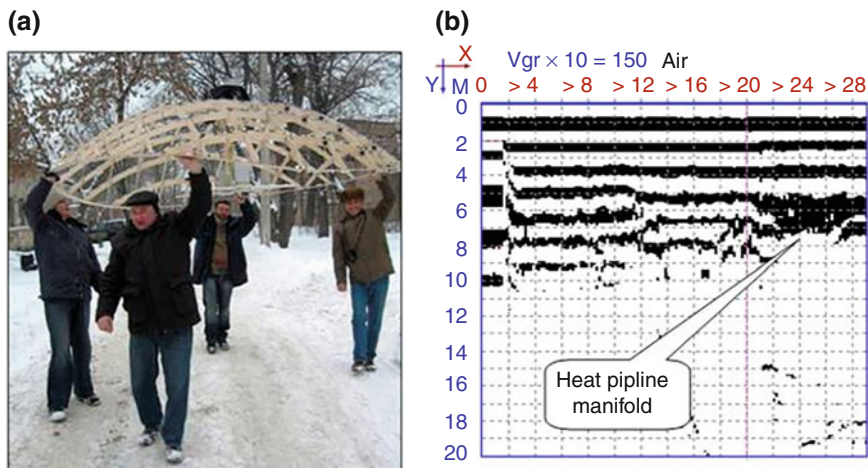 (a)
(b)
X
Vgr × 10 = 150 Air
Y M 0 > 4 > 8 > 12 > 16 > 20 > 24 > 28
0
2
4
6
8
10
12
14
16
18
20
Heat pipline
manifold